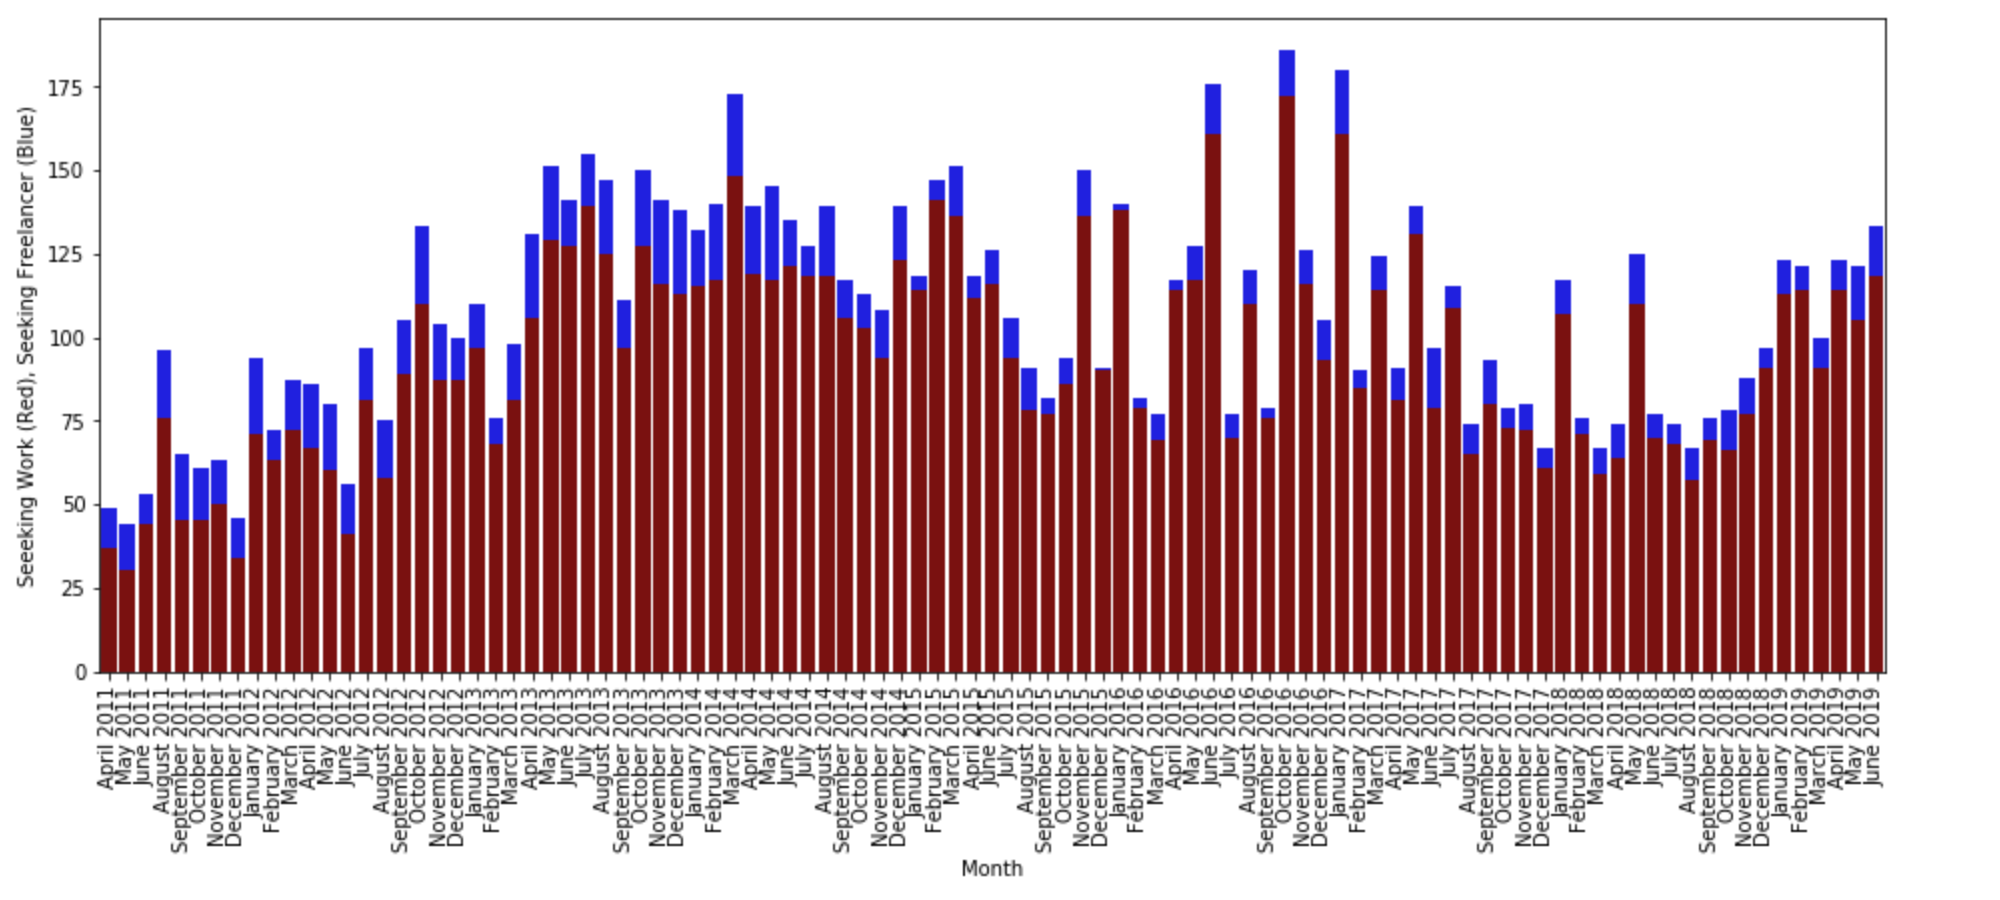 Seeeking Work (Red), Seeking Freelancer (Blue)
175
150
125
100
75
50
25
0
April 2011
May 2011
June 2011
August 2011
September 2011
October 2011
November 2011
December 2011
January 2012
February 2012
March 2012
April 2012
May 2012
June 2012
July 2012
August 2012
September 2012
October 2012
November 2012
December 2012
January 2013
February 2013
March 2013
April 2013
May 2013
June 2013
July 2013
August 2013
September 2013
October 2013
November 2013
December 2013
January 2014
February 2014
March 2014
April 2014
May 2014
June 2014
July 2014
August 2014
September 2014
October 2014
November 2014
December 2014
January 2015
February 2015
March 2015
April 2015
June 2015
July 2015
August 2015
September 2015
October 2015
November 2015
December 2015
January 2016
February 2016
March 2016
April 2016
May 2016
June 2016
July 2016
August 2016
September 2016
October 2016
November 2016
December 2016
January 2017
February 2017
March 2017
April 2017
May 2017
June 2017
July 2017
August 2017
September 2017
October 2017
November 2017
December 2017
January 2018
February 2018
March 2018
April 2018
May 2018
June 2018
July 2018
August 2018
September 2018
October 2018
November 2018
December 2018
January 2019
February 2019
March 2019
April 2019
May 2019
June 2019
Month